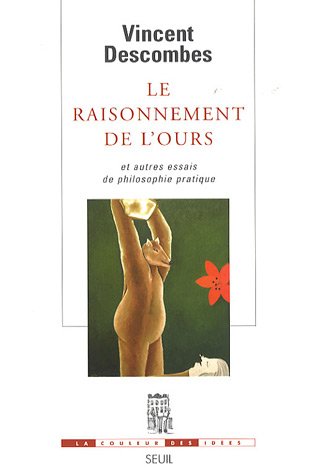 Vincent
Descombes
LE
RAISONNEMENT
DE L'OURS
et autres essais
de philosophie pratique
LA COULEUR DES IDÉES
SEUIL